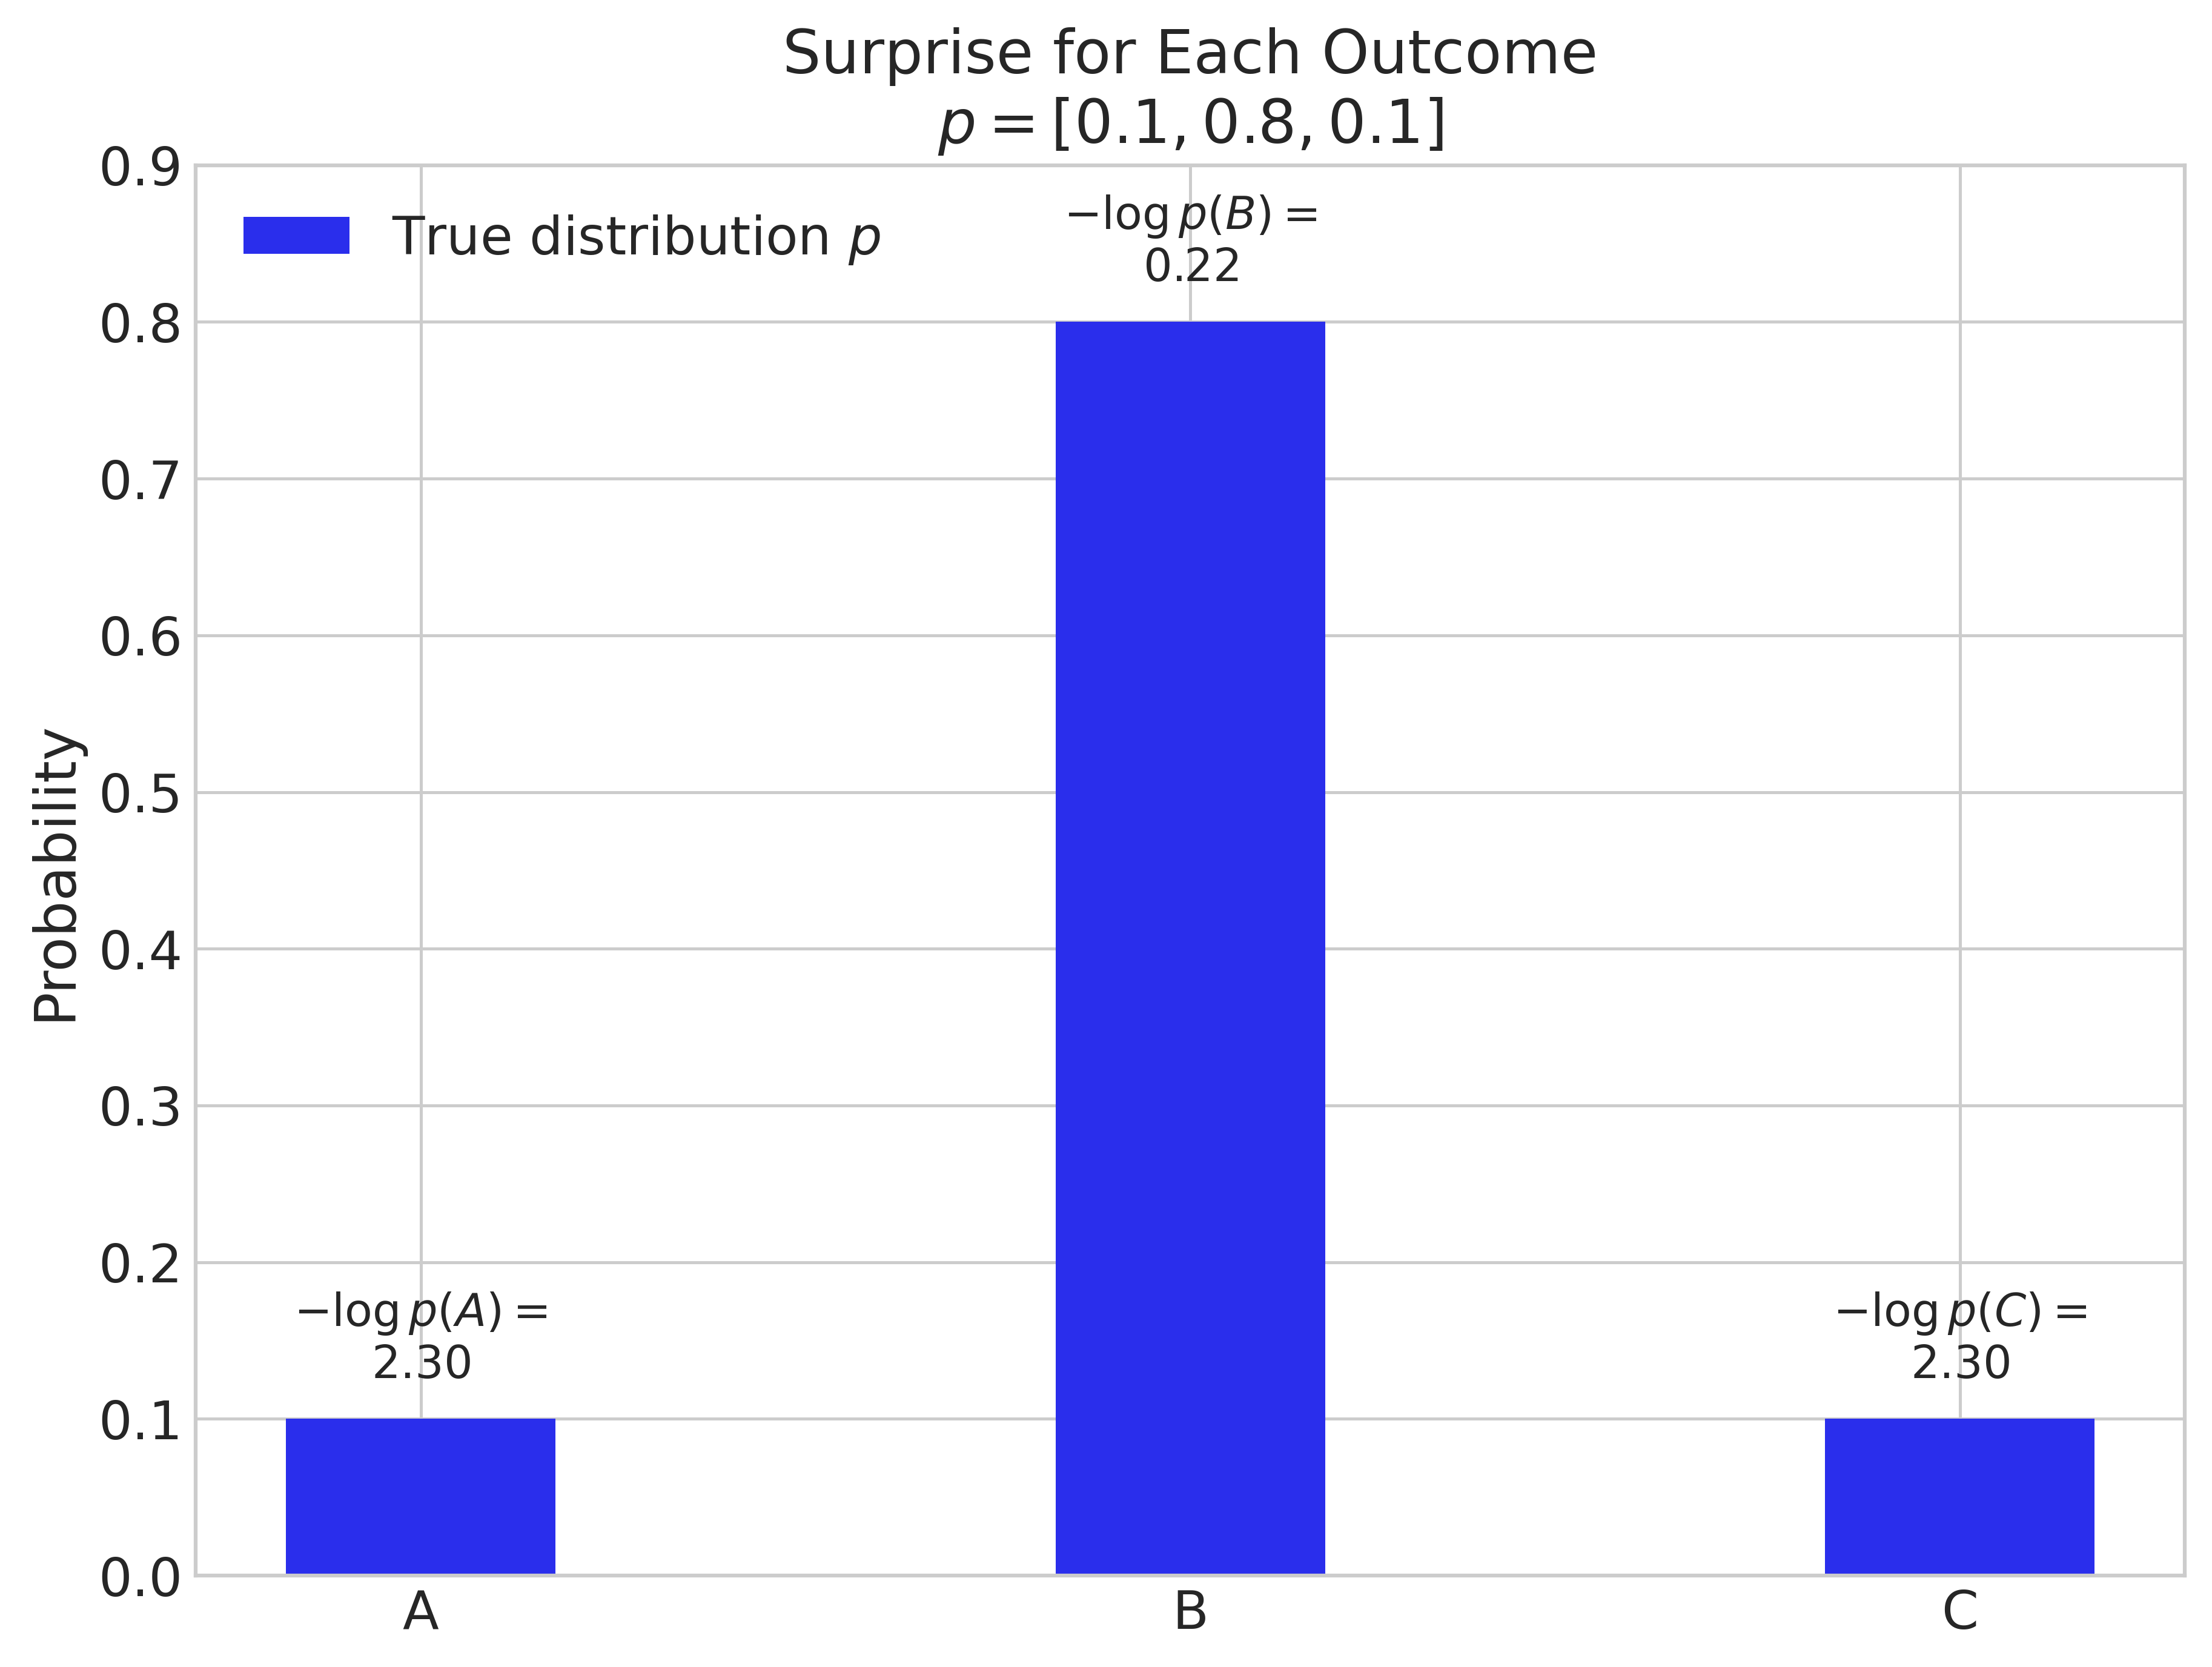 Surprise for Each Outcome
p = [0.1, 0.8, 0.1]
True distribution p
−log p(B) =
0.22
−log p(A) =
2.30
−log p(C) =
2.30
Probability
0.9
0.8
0.7
0.6
0.5
0.4
0.3
0.2
0.1
0.0
A
B
C